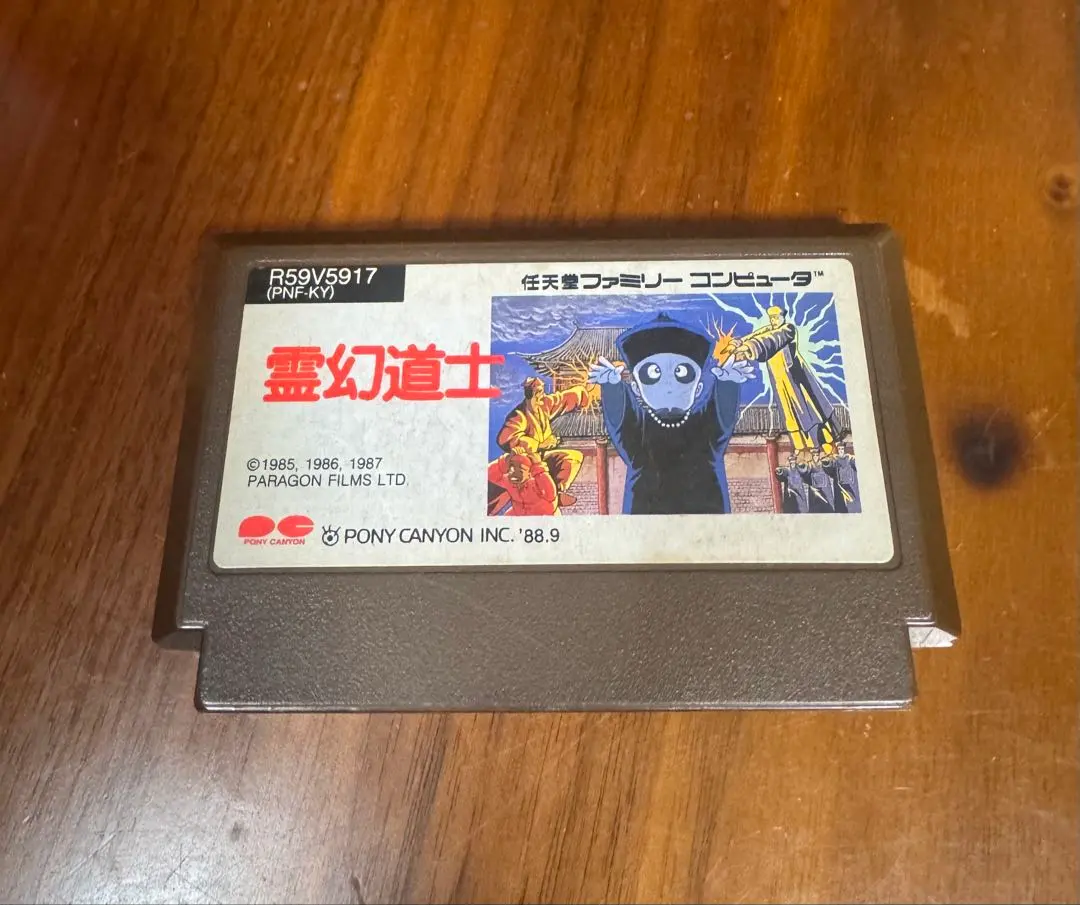 R59V5917
(PNF-KY)
任天堂ファミリー コンピュータ™
霊幻道士
©1985, 1986, 1987
PARAGON FILMS LTD.
PONY CANYON
PONY CANYON INC. '88.9